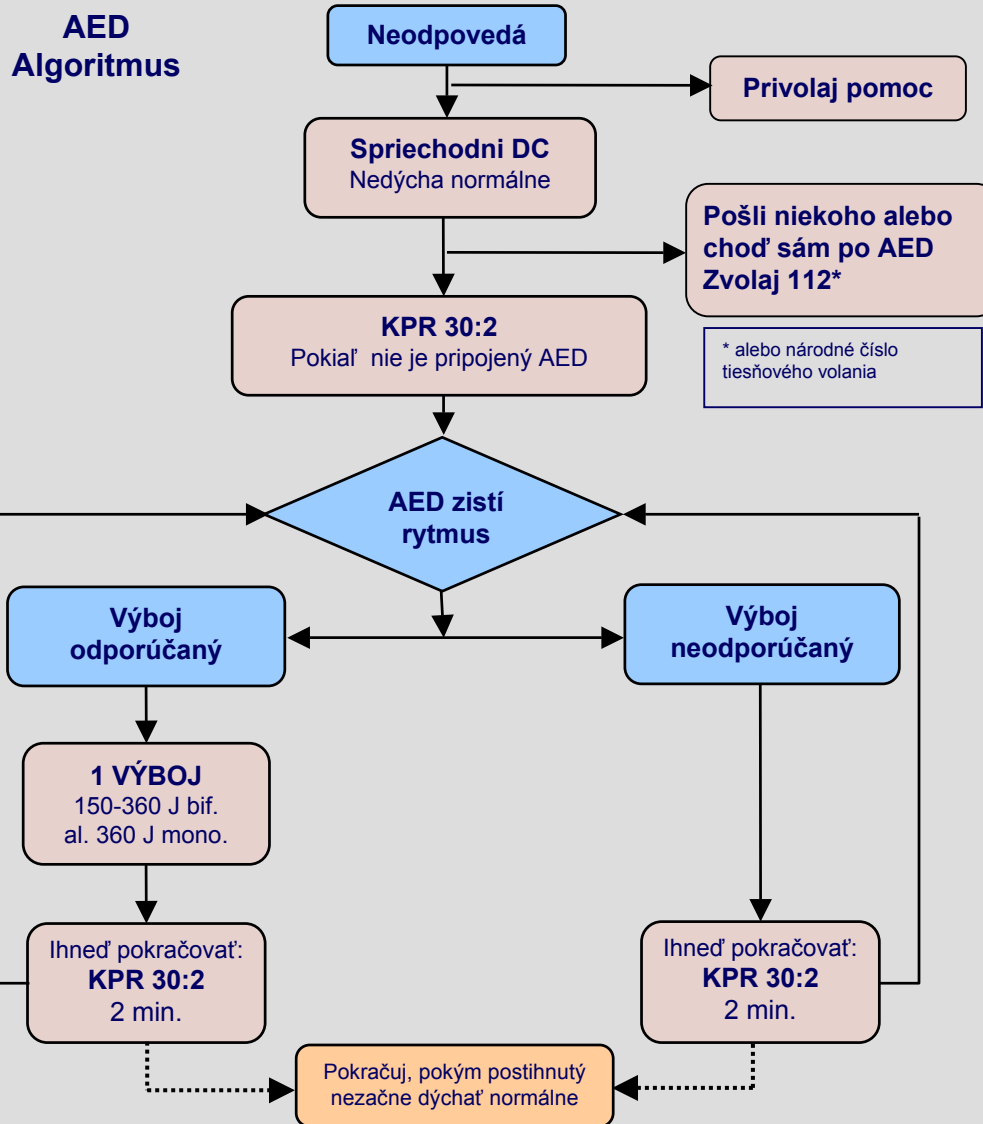 AED
Algoritmus
Neodpovedá
Privolaj pomoc
Spriechodni DC
Nedýcha normálne
Pošli niekoho alebo
choď sám po AED
Zvolaj 112*
KPR 30:2
Pokiaľ nie je pripojený AED
* alebo národné číslo
tiesňového volania
AED zistí
rytmus
Výboj
odporúčaný
Výboj
neodporúčaný
1 VÝBOJ
150-360 J bif.
al. 360 J mono.
Ihneď pokračovať:
KPR 30:2
2 min.
Ihneď pokračovať:
KPR 30:2
2 min.
Pokračuj, pokým postihnutý
nezačne dýchať normálne